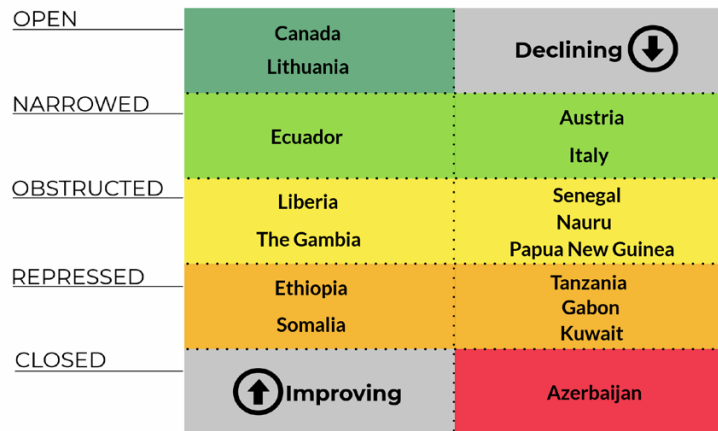 OPEN
Canada
Lithuania
Declining
NARROWED
Ecuador
Austria
Italy
OBSTRUCTED
Liberia
The Gambia
Senegal
Nauru
Papua New Guinea
REPRESSED
Ethiopia
Somalia
Tanzania
Gabon
Kuwait
CLOSED
Improving
Azerbaijan